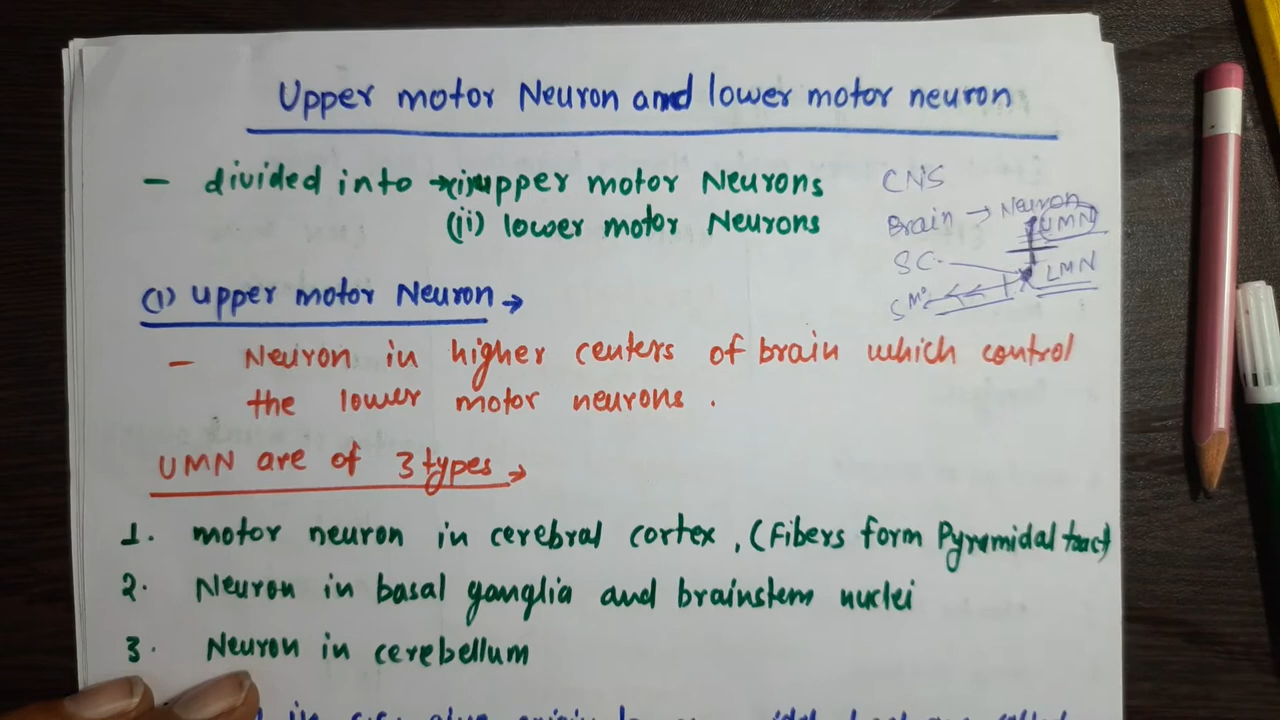 Upper motor Neuron and lower motor neuron
- divided into → (i) upper motor Neurons
(ii) lower motor Neurons
CNS
Brain → Neuron
UMN
SC
LMN
SM
(1) upper motor Neuron →
- Neuron in higher centers of brain which control
the lower motor neurons .
UMN are of 3 types →
1. motor neuron in cerebral cortex , (Fibers form Pyramidal tract)
2. Neuron in basal ganglia and brainstem nuclei
3. Neuron in cerebellum